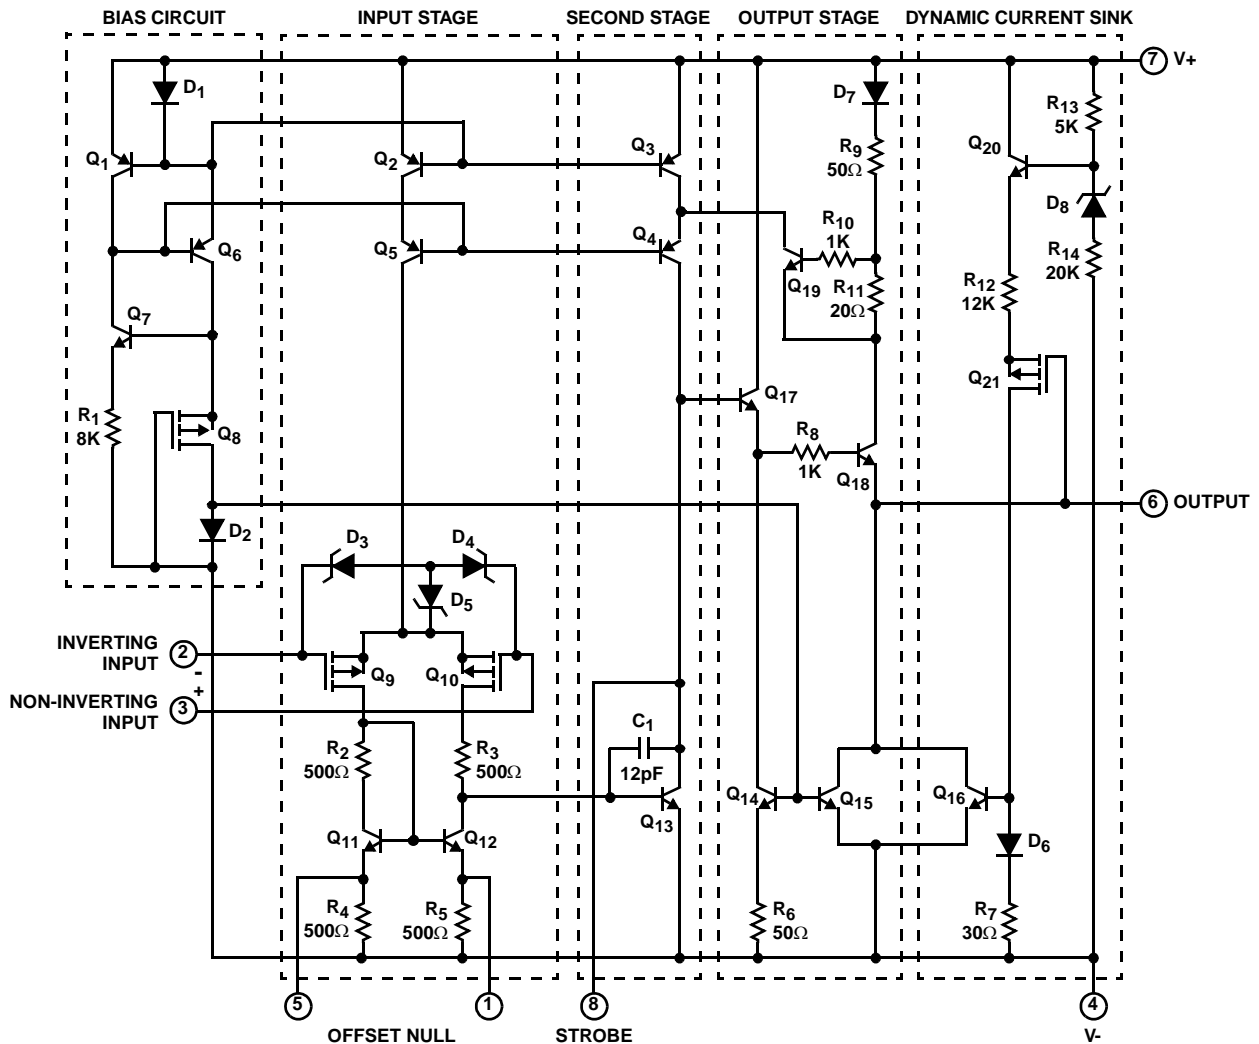 BIAS CIRCUIT
INPUT STAGE
SECOND STAGE
OUTPUT STAGE
DYNAMIC CURRENT SINK
7
V+
D1
D7
R13
5K
Q1
Q2
Q3
R9
50Ω
Q20
D8
Q6
Q5
Q4
R10
1K
Q19
R11
20Ω
R14
20K
R12
12K
Q7
Q21
R1
8K
Q8
Q17
R8
1K
Q18
6
OUTPUT
D2
D3
D4
D5
INVERTING
INPUT
2
-
+
NON-INVERTING
INPUT
3
Q9
Q10
R2
500Ω
R3
500Ω
C1
12pF
Q11
Q12
Q13
Q14
Q15
Q16
D6
R4
500Ω
R5
500Ω
R6
50Ω
R7
30Ω
5
1
8
4
OFFSET NULL
STROBE
V-